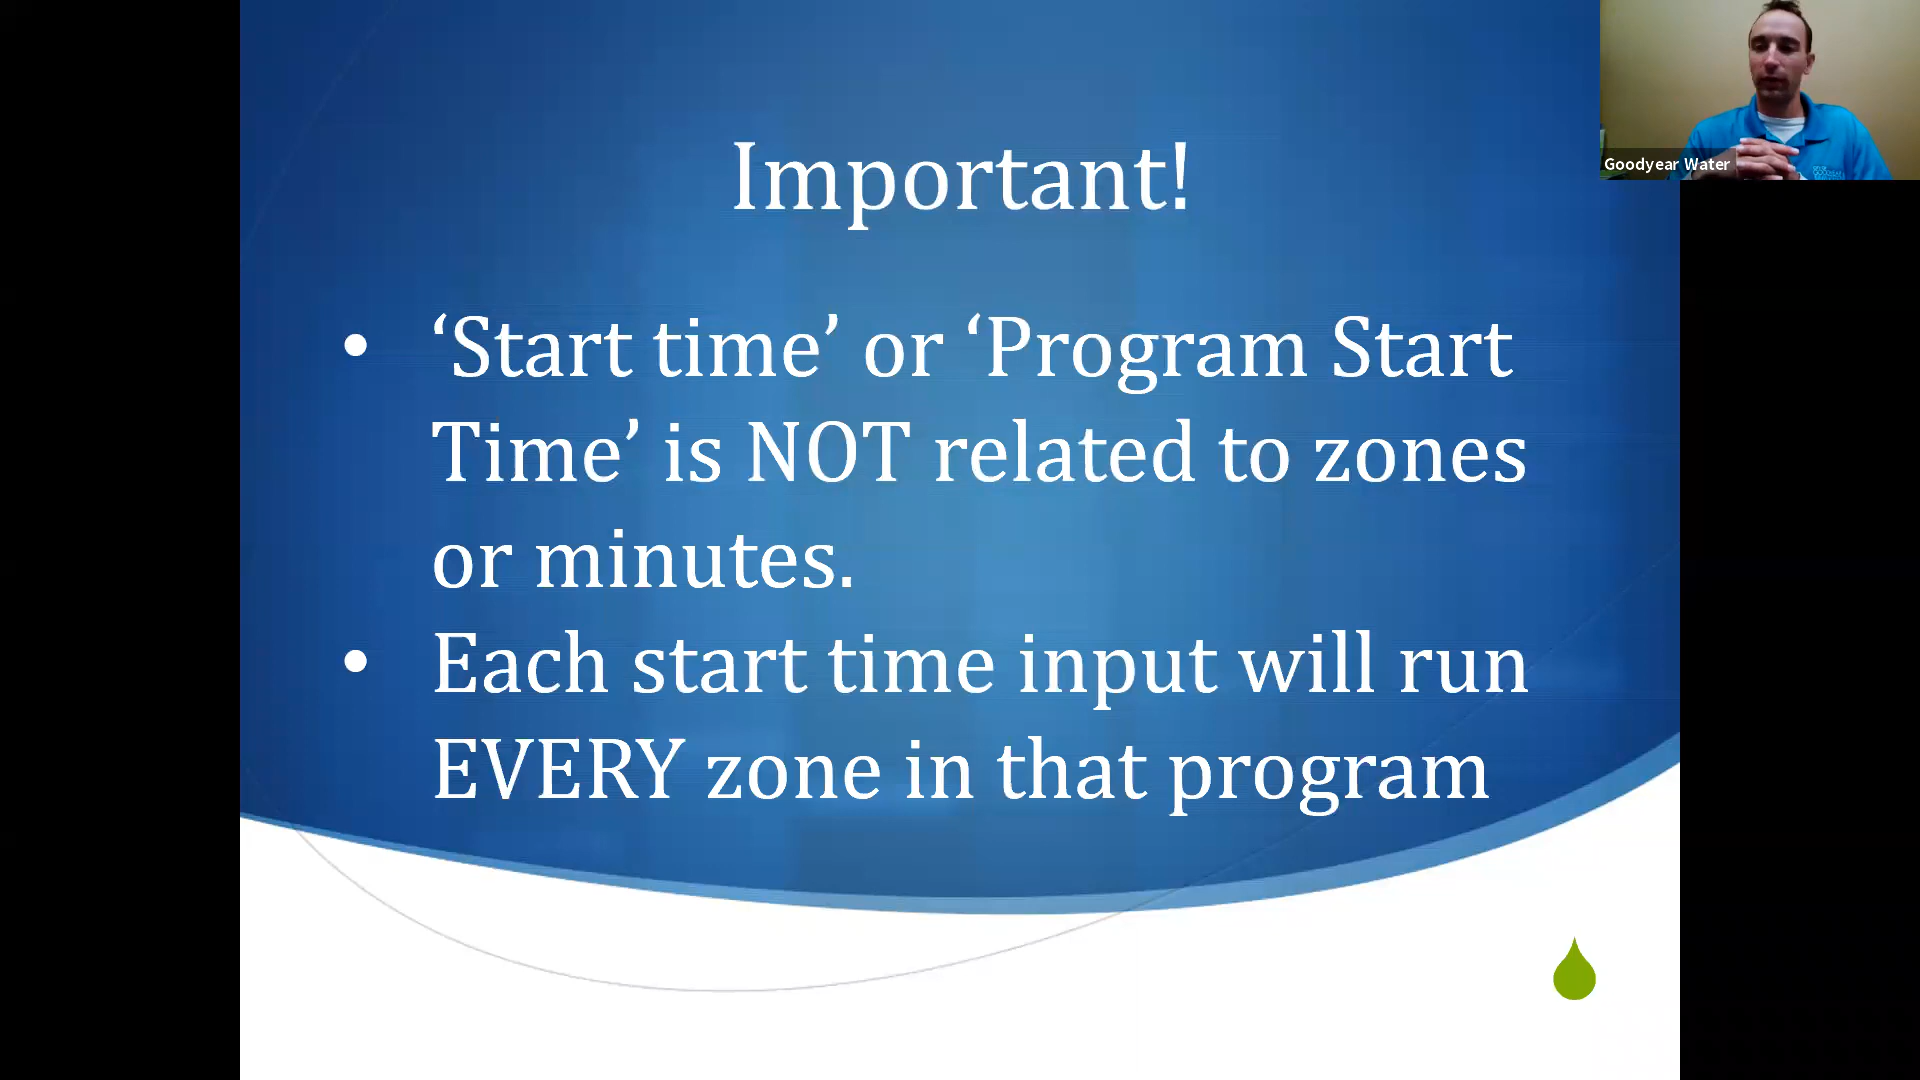 Important!
• ‘Start time’ or ‘Program Start
Time’ is NOT related to zones
or minutes.
• Each start time input will run
EVERY zone in that program
Goodyear Water